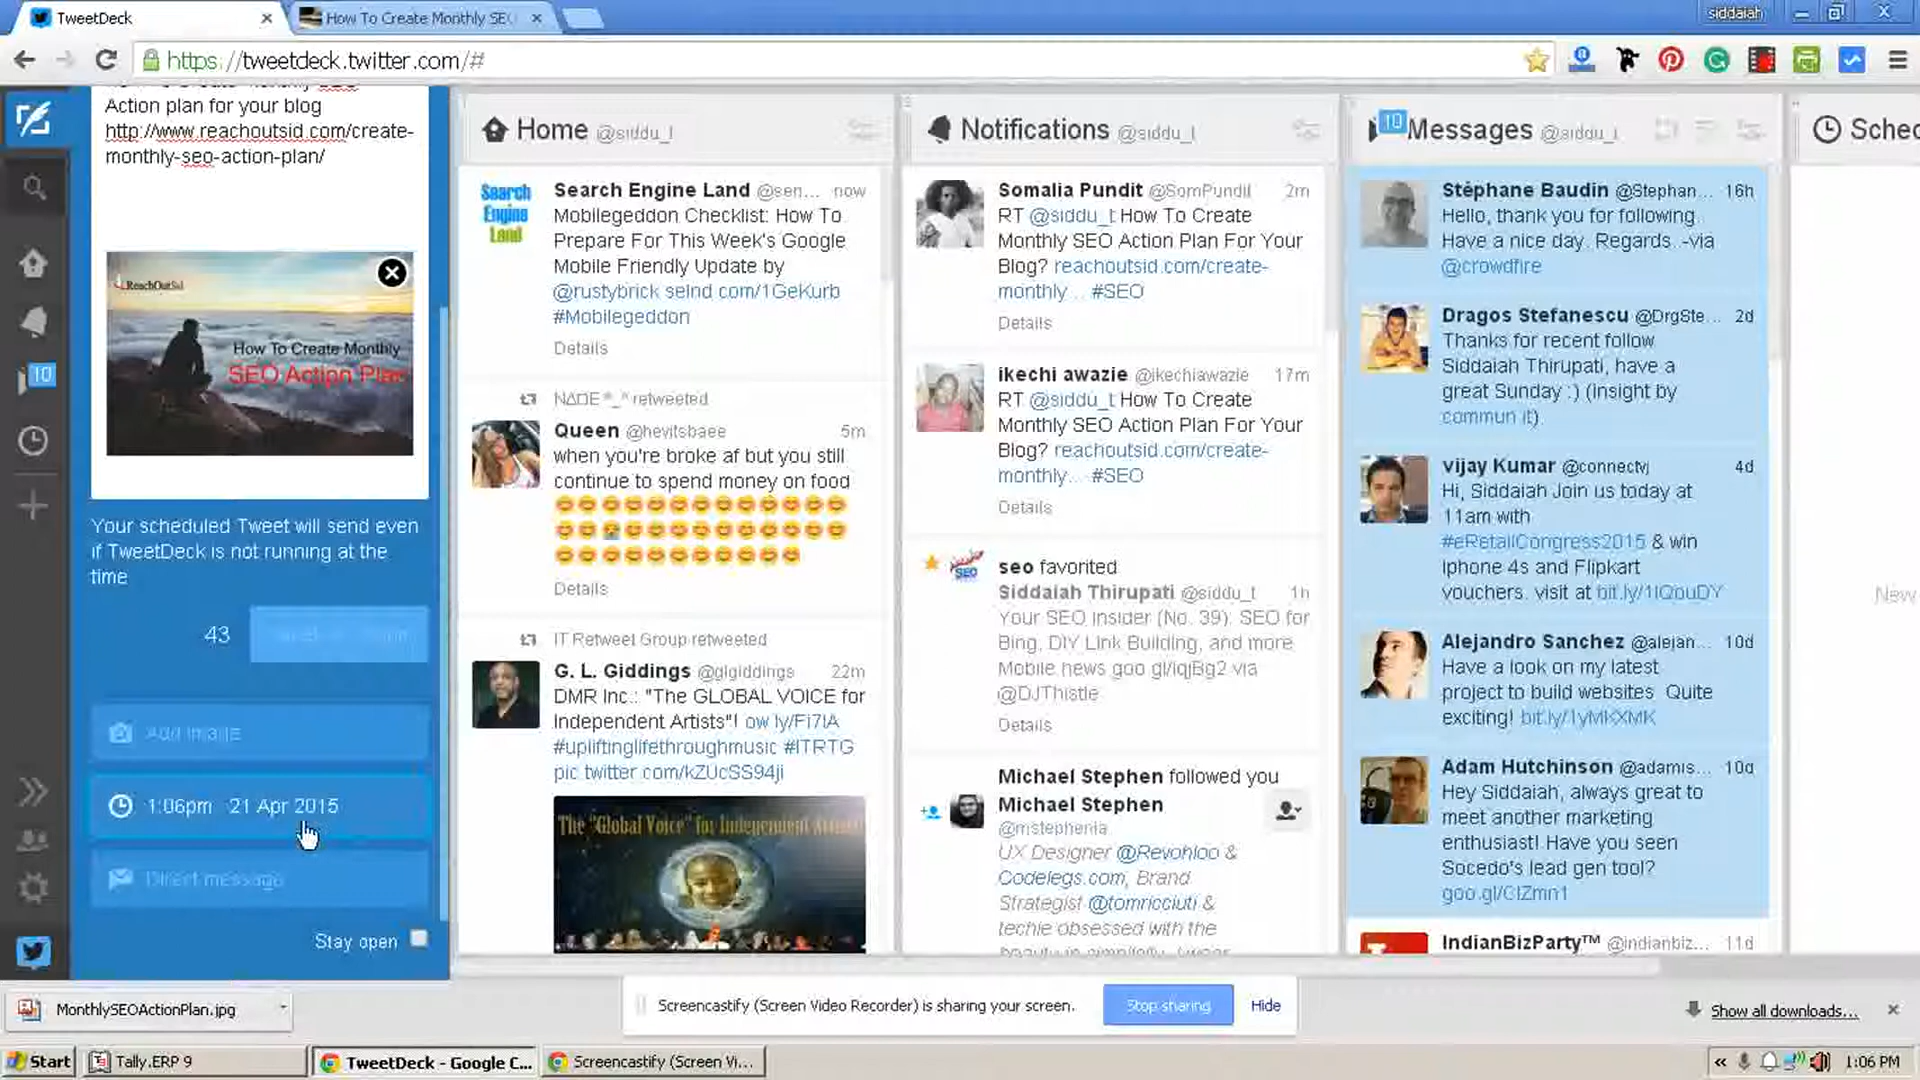 TweetDeck
How To Create Monthly SEO
siddaiah
https://tweetdeck.twitter.com/#
Action plan for your blog
http://www.reachoutsid.com/create-
monthly-seo-action-plan/
ReachOutSid
How To Create Monthly
SEO Action Plan
Your scheduled Tweet will send even
if TweetDeck is not running at the
time
43
Add image
1:06pm 21 Apr 2015
Direct message
Stay open
10
Home @siddu_t
Search Engine Land
Search Engine Land @sen... now
Mobilegeddon Checklist: How To
Prepare For This Week's Google
Mobile Friendly Update by
@rustybrick selnd.com/1GeKurb
#Mobilegeddon
Details
retweeted
Queen @hevitsbaee 5m
when you're broke af but you still
continue to spend money on food
Details
IT Retweet Group retweeted
G. L. Giddings @glgiddings 22m
DMR Inc.: "The GLOBAL VOICE for
Independent Artists"! ow.ly/Fi7lA
#upliftinglifethroughmusic #ITRTG
pic.twitter.com/kZUcSS94ji
The "Global Voice" for Independent
Notifications @siddu_t
Somalia Pundit @SomPundit 2m
RT @siddu_t How To Create
Monthly SEO Action Plan For Your
Blog? reachoutsid.com/create-
monthly... #SEO
Details
ikechi awazie @ikechiawazie 17m
RT @siddu_t How To Create
Monthly SEO Action Plan For Your
Blog? reachoutsid.com/create-
monthly... #SEO
Details
SEO
seo favorited
Siddaiah Thirupati @siddu_t 1h
Your SEO Insider (No. 39): SEO for
Bing, DIY Link Building, and more
Mobile news goo.gl/iqjBg2 via
@DJThistle
Details
Michael Stephen followed you
Michael Stephen
@mstephenia
UX Designer @Revohloo &
Codelegs.com, Brand
Strategist @tomricciuti &
techie obsessed with the
10
Messages @siddu_t
Stéphane Baudin @Stephan... 16h
Hello, thank you for following.
Have a nice day. Regards. -via
@crowdfire
Dragos Stefanescu @DrgSte... 2d
Thanks for recent follow
Siddaiah Thirupati, have a
great Sunday :) (insight by
commun.it).
vijay Kumar @connectvj 4d
Hi, Siddaiah Join us today at
11am with
#eRetailCongress2015 & win
iphone 4s and Flipkart
vouchers. visit at bit.ly/1IQouDY
Alejandro Sanchez @alejan... 10d
Have a look on my latest
project to build websites. Quite
exciting! bit.ly/1yMKXMK
Adam Hutchinson @adamis... 10d
Hey Siddaiah, always great to
meet another marketing
enthusiast! Have you seen
Socedo's lead gen tool?
goo.gl/CIZmn1
IndianBizParty™ @indianbiz... 11d
Sched
New
MonthlySEOActionPlan.jpg
Screencastify (Screen Video Recorder) is sharing your screen.
Stop sharing
Hide
Show all downloads...
Start
Tally.ERP 9
TweetDeck - Google C...
Screencastify (Screen Vi...
1:06 PM